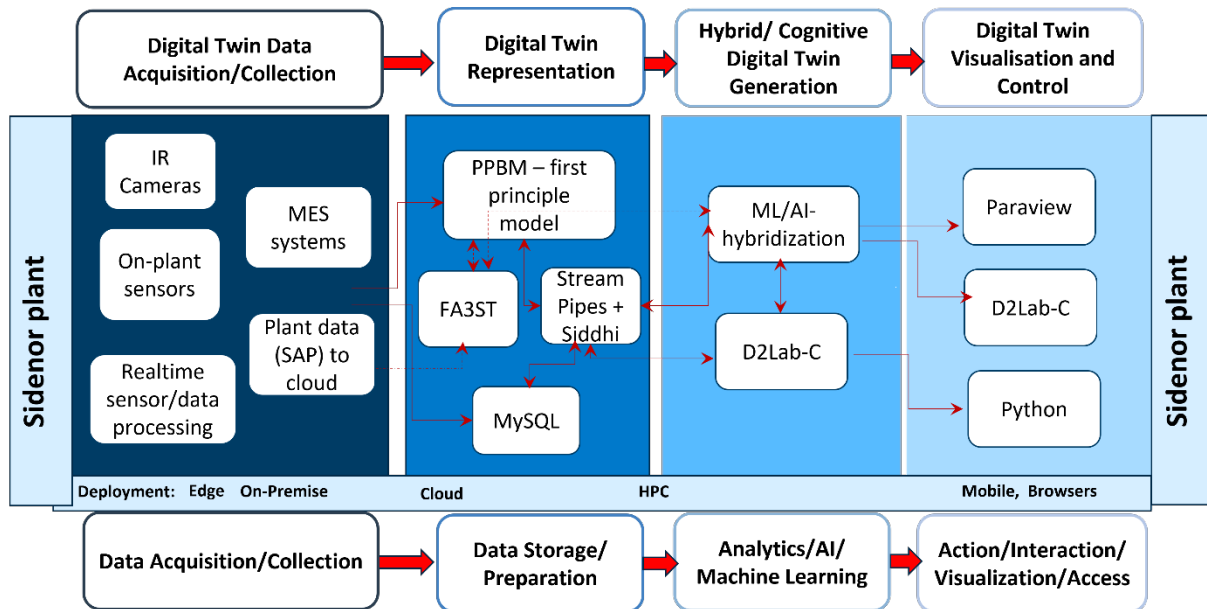 Digital Twin Data
Acquisition/Collection
Digital Twin
Representation
Hybrid/ Cognitive
Digital Twin
Generation
Digital Twin
Visualisation and
Control
Sidenor plant
IR
Cameras
MES
systems
On-plant
sensors
Plant data
(SAP) to
cloud
Realtime
sensor/data
processing
PPBM – first
principle
model
FA3ST
Stream
Pipes +
Siddhi
MySQL
ML/AI-
hybridization
D2Lab-C
Paraview
D2Lab-C
Python
Sidenor plant
Deployment: Edge On-Premise Cloud HPC Mobile, Browsers
Data Acquisition/Collection
Data Storage/
Preparation
Analytics/AI/
Machine Learning
Action/Interaction/
Visualization/Access